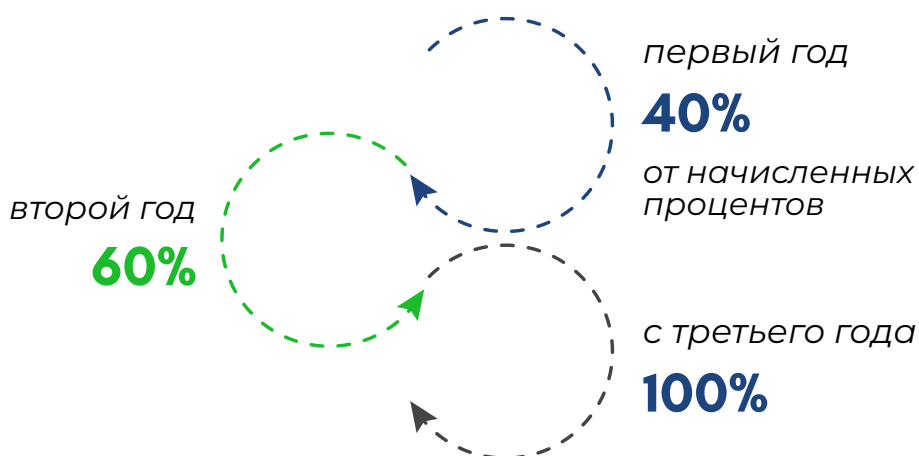 первый год
40%
от начисленных
процентов
второй год
60%
с третьего года
100%